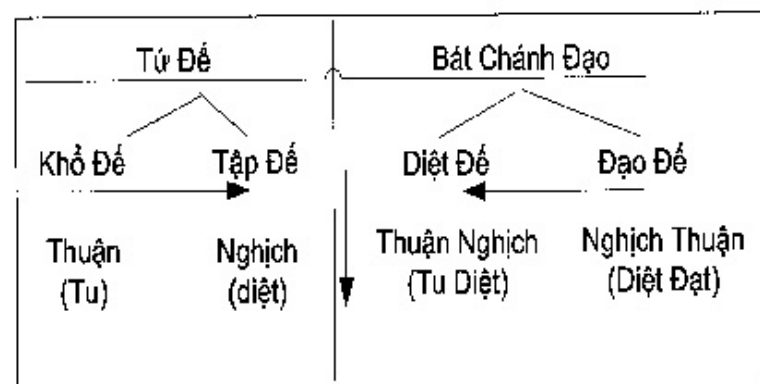 Tứ Đế
Bát Chánh Đạo
Khổ Đế
Tập Đế
Diệt Đế
Đạo Đế
Thuận
(Tu)
Nghịch
(diệt)
Thuận Nghịch
(Tu Diệt)
Nghịch Thuận
(Diệt Đạt)